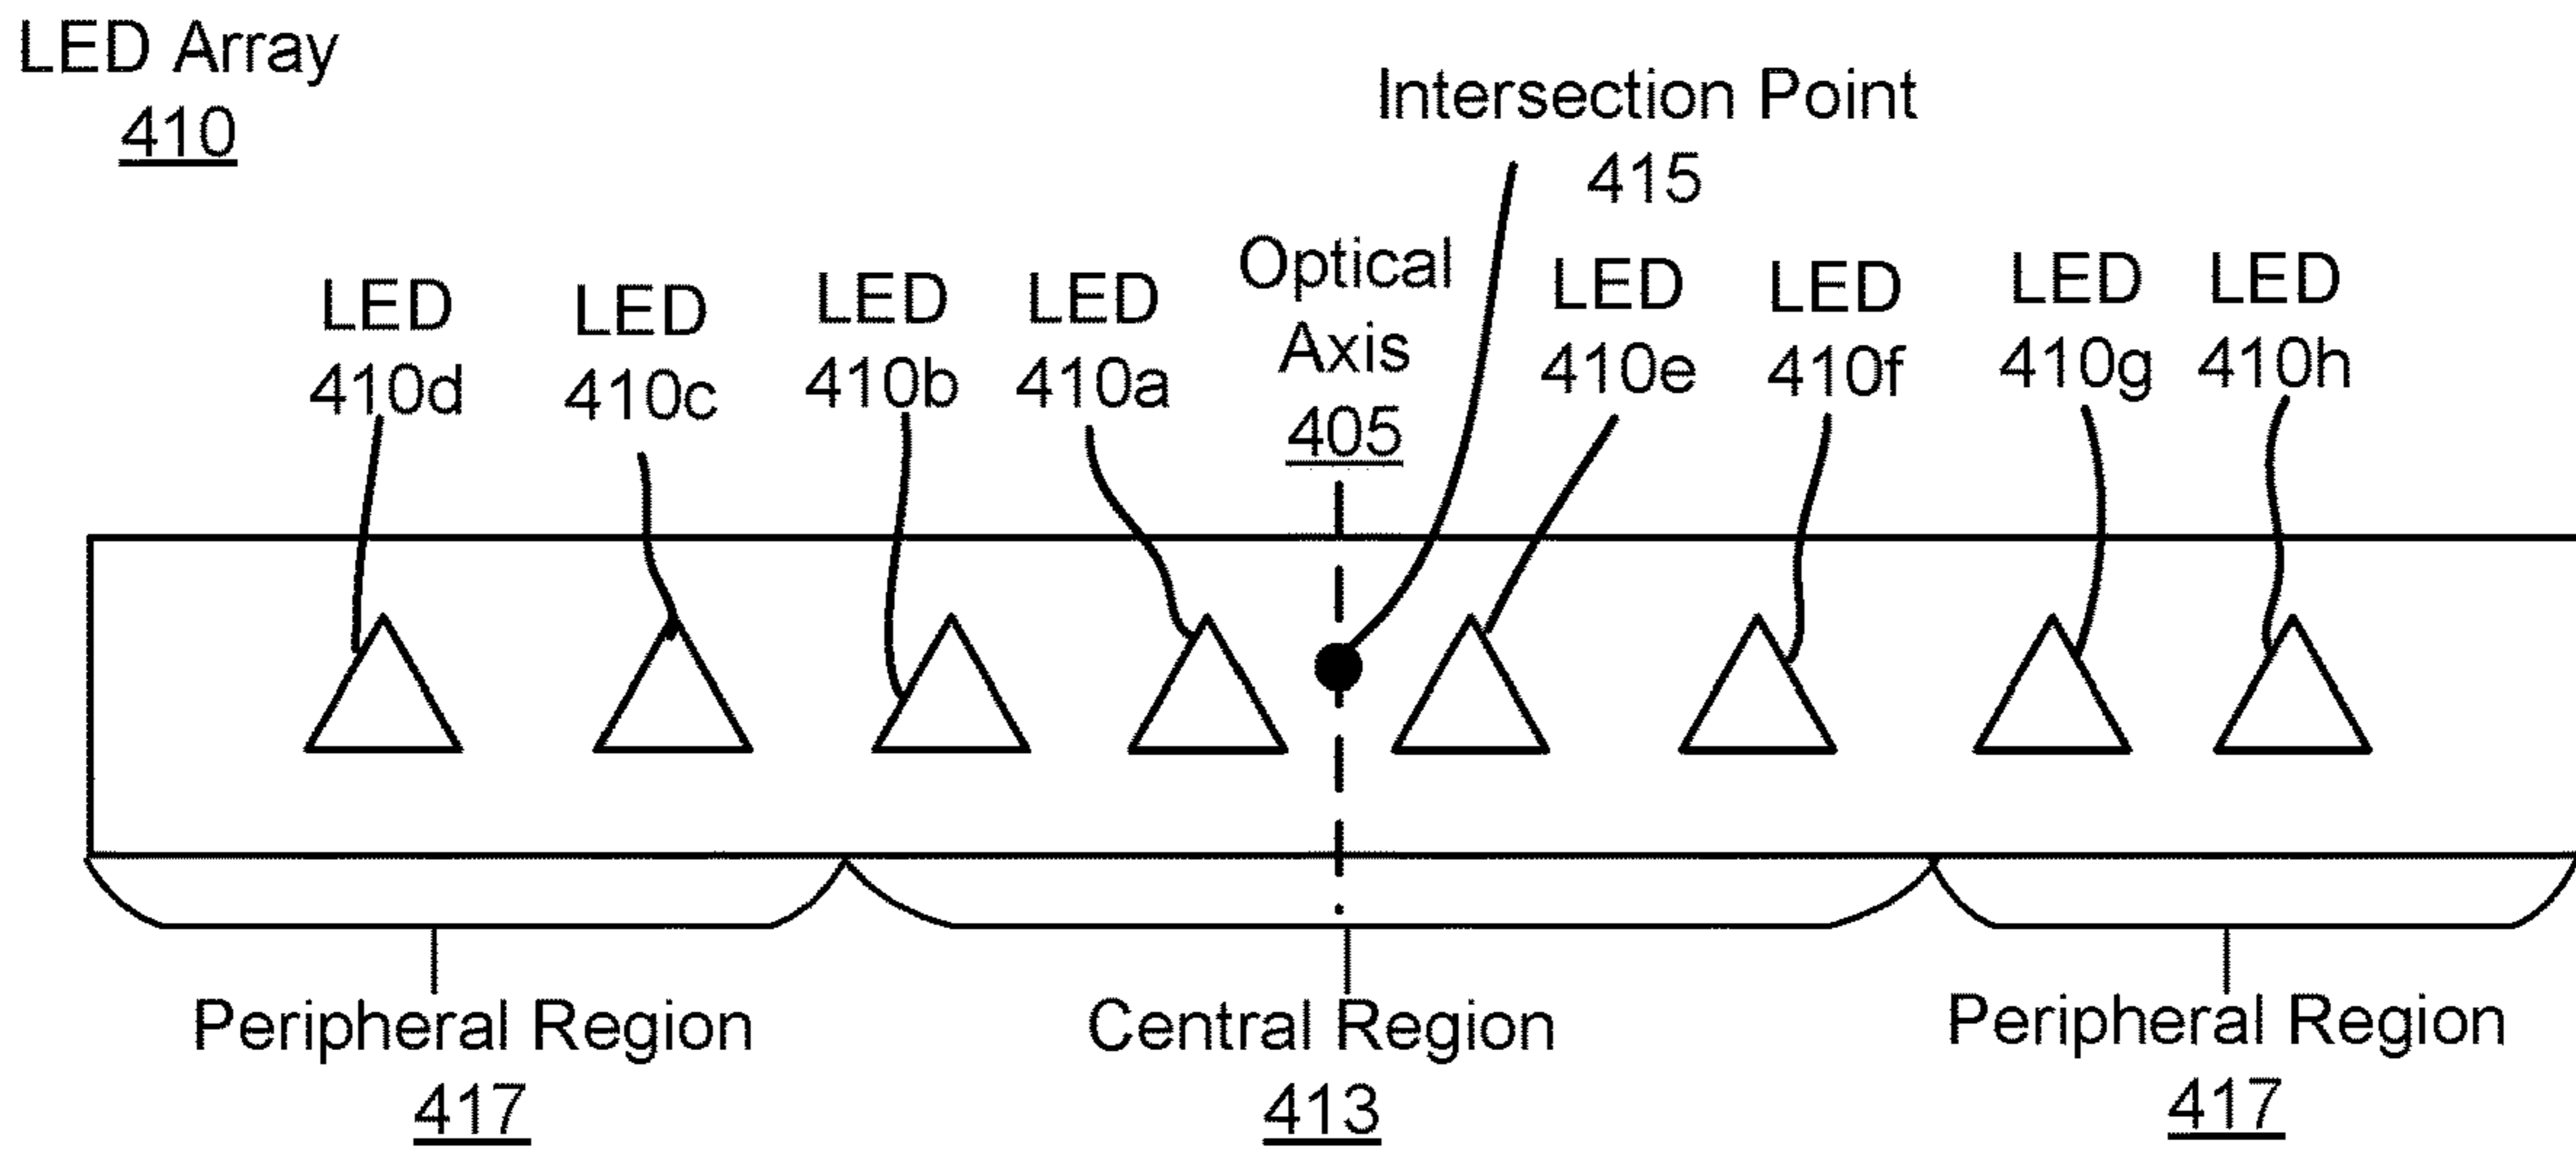 LED Array
410
Intersection Point
415
Optical
Axis
405
LED
410d
LED
410c
LED
410b
LED
410a
LED
410e
LED
410f
LED
410g
LED
410h
Peripheral Region
417
Central Region
413
Peripheral Region
417